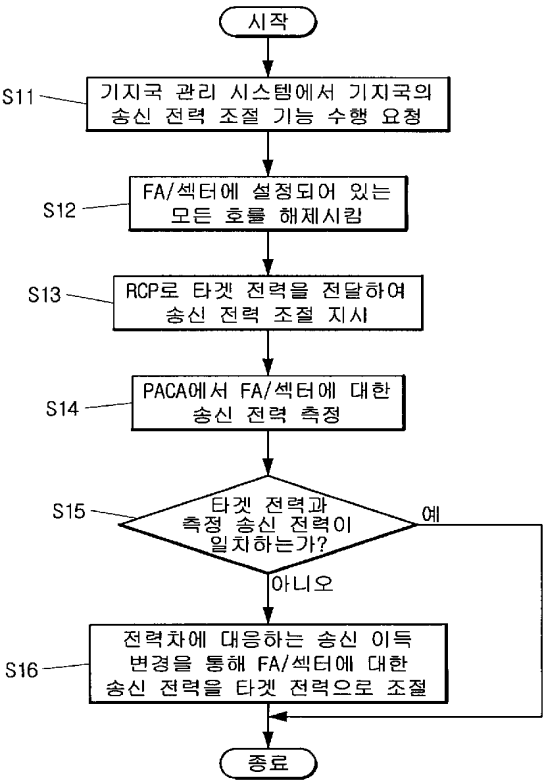 시작
S11
기지국 관리 시스템에서 기지국의
송신 전력 조절 기능 수행 요청
S12
FA/섹터에 설정되어 있는
모든 호를 해제시킴
S13
RCP로 타겟 전력을 전달하여
송신 전력 조절 지시
S14
PACA에서 FA/섹터에 대한
송신 전력 측정
S15
타겟 전력과
측정 송신 전력이
일치하는가?
예
아니오
S16
전력차에 대응하는 송신 이득
변경을 통해 FA/섹터에 대한
송신 전력을 타겟 전력으로 조절
종료